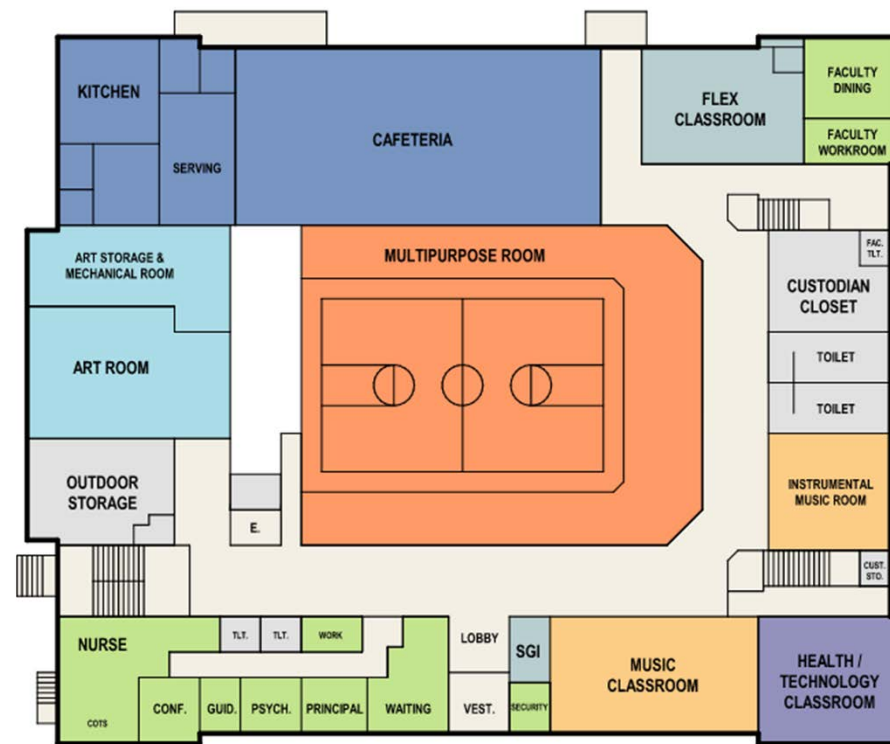 KITCHEN
SERVING
CAFETERIA
FLEX
CLASSROOM
FACULTY
DINING
FACULTY
WORKROOM
ART STORAGE &
MECHANICAL ROOM
MULTIPURPOSE ROOM
FAC.
TLT.
CUSTODIAN
CLOSET
ART ROOM
TOILET
TOILET
OUTDOOR
STORAGE
E.
INSTRUMENTAL
MUSIC ROOM
CUST.
STO.
NURSE
TLT.
TLT.
WORK
LOBBY
SGI
MUSIC
CLASSROOM
HEALTH /
TECHNOLOGY
CLASSROOM
COTS
CONF.
GUID.
PSYCH.
PRINCIPAL
WAITING
VEST.
SECURITY